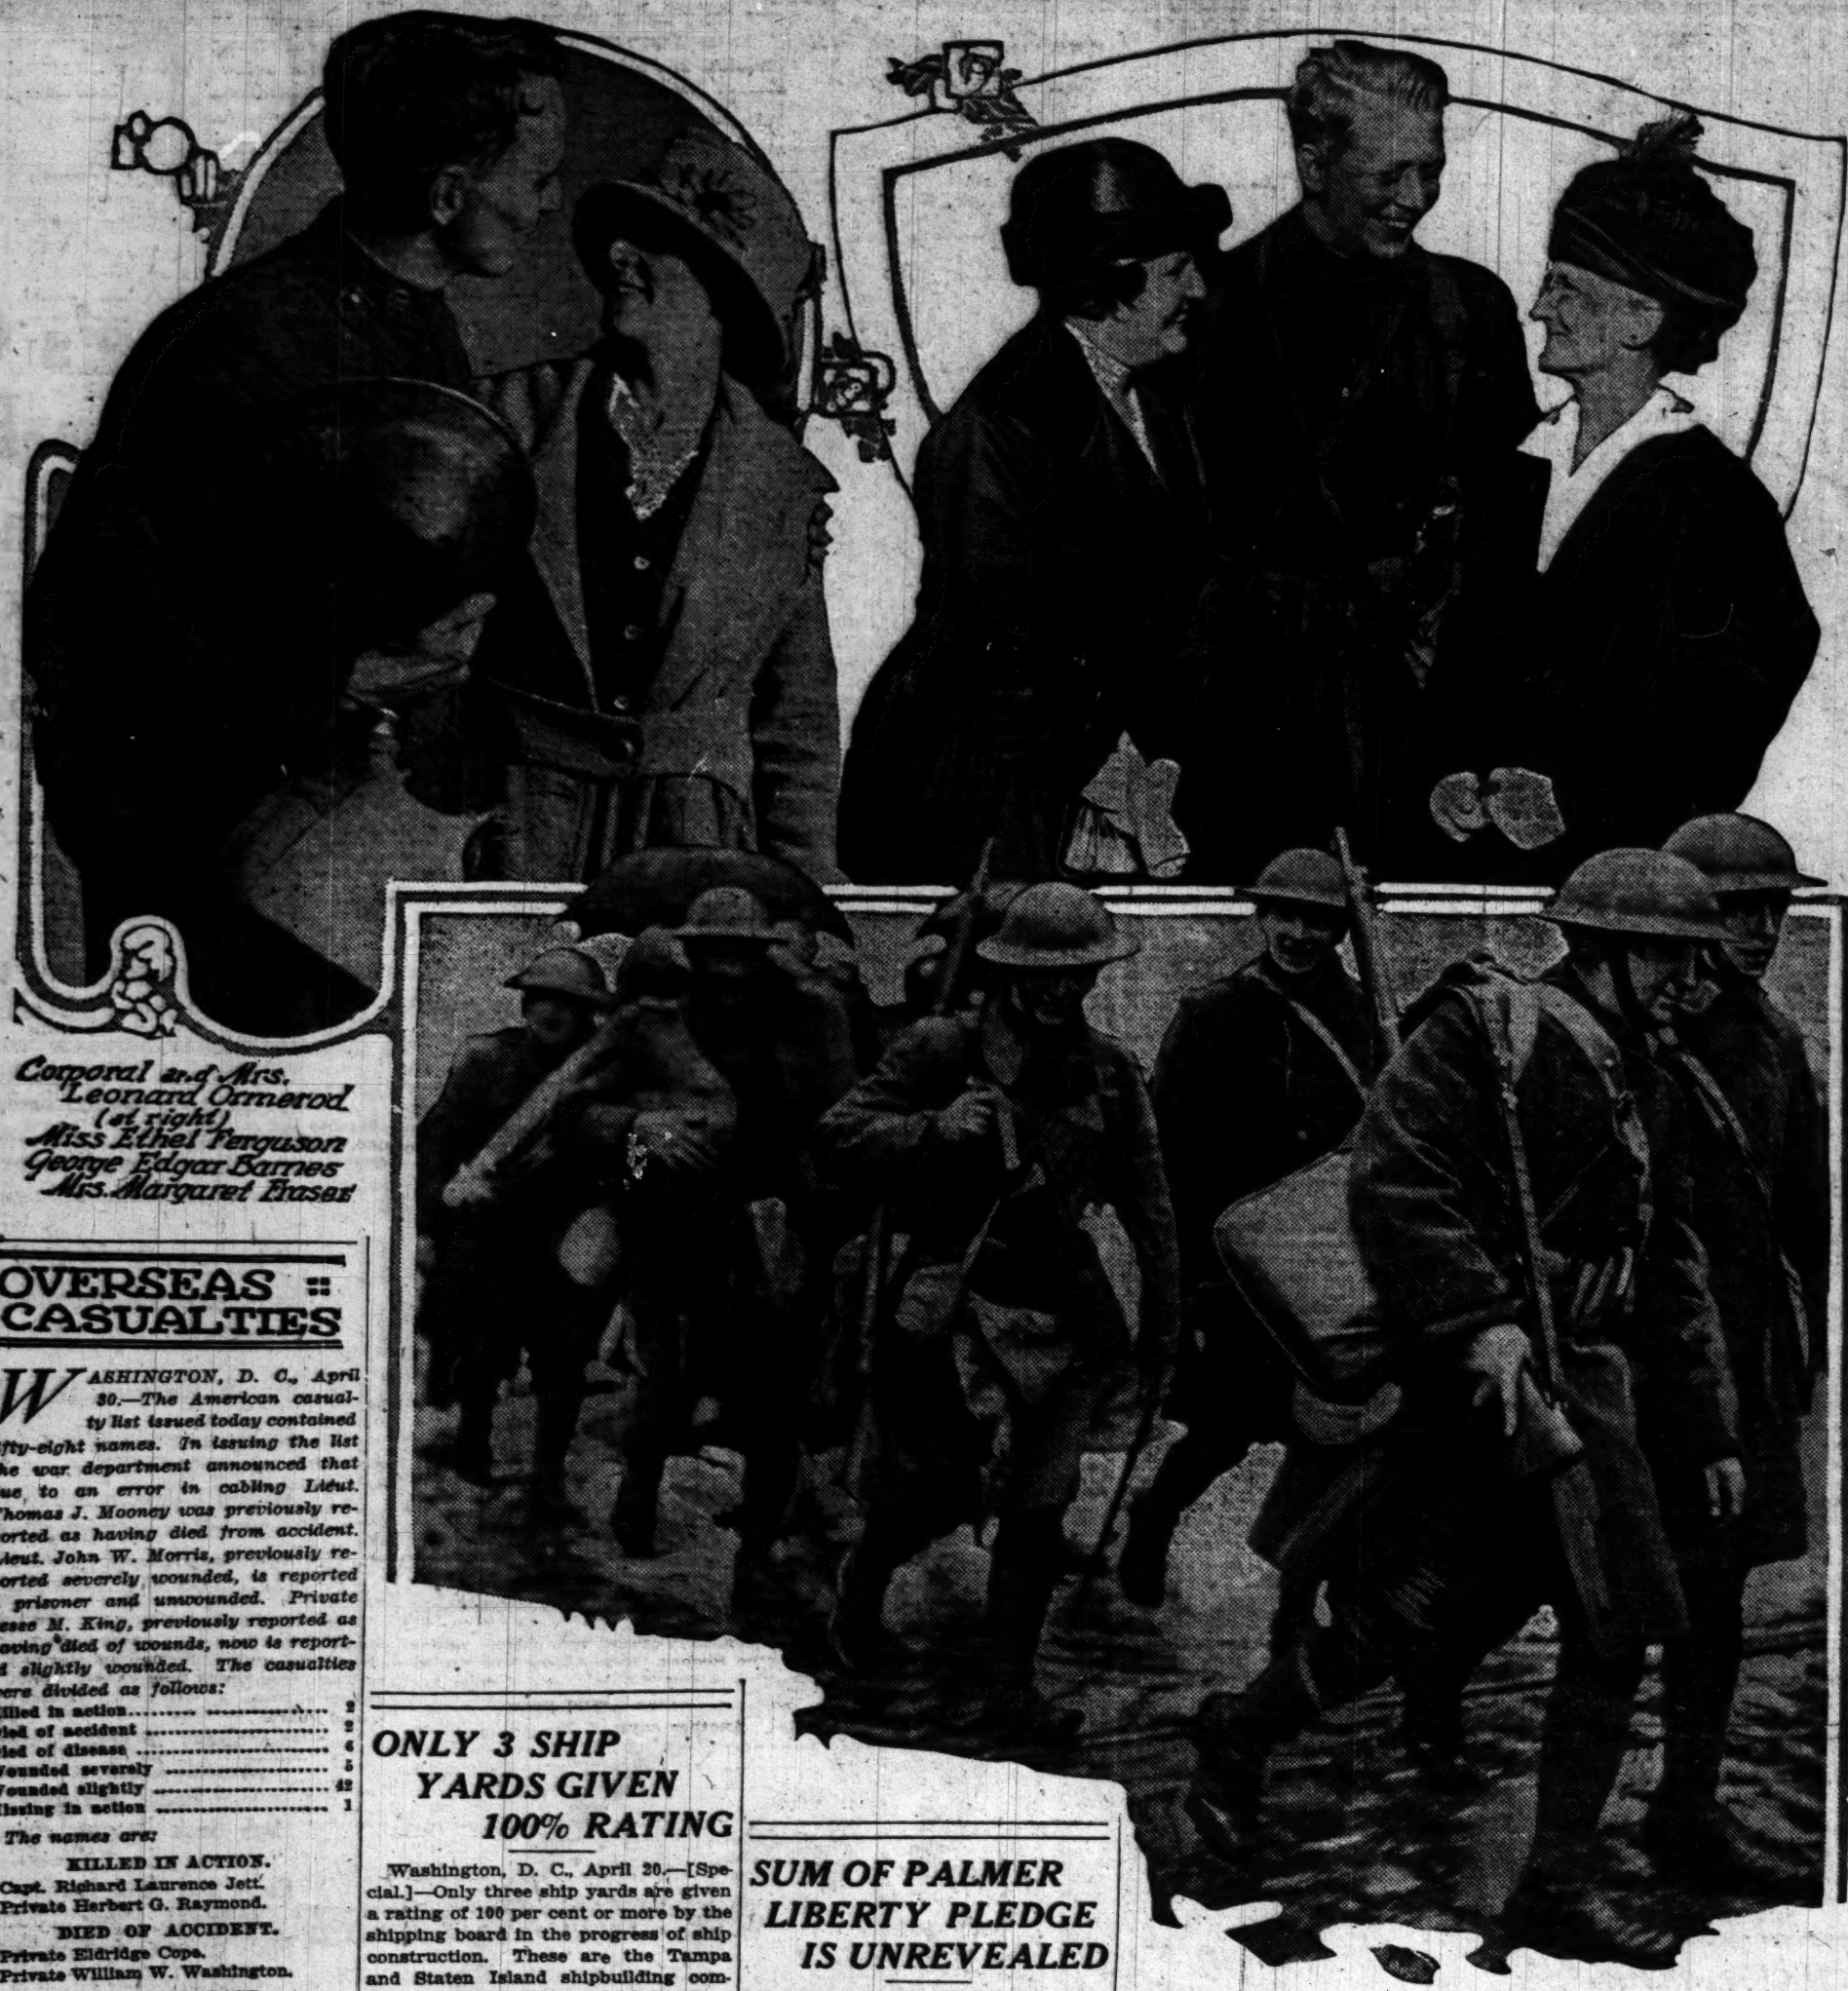 Corporal and Mrs.
Leonard Ormerod
(at right)
Miss Ethel Ferguson
George Edgar Barnes
Mrs. Margaret Fraser
OVERSEAS ::
CASUALTIES
WASHINGTON, D. C., April
30.—The American casual-
ty list issued today contained
fty-eight names. In issuing the list
he war department announced that
ue to an error in cabling Lieut.
homas J. Mooney was previously re-
orted as having died from accident.
ieut. John W. Morris, previously re-
orted severely wounded, is reported
prisoner and unwounded. Private
esse M. King, previously reported as
aving died of wounds, now is report-
d slightly wounded. The casualties
ere divided as follows:
illed in action.................... 2
ied of accident .................... 2
ied of disease .................... 6
ounded severely .................... 5
ounded slightly .................... 42
issing in action .................... 1
The names are:
KILLED IN ACTION.
Capt. Richard Laurence Jett.
Private Herbert G. Raymond.
DIED OF ACCIDENT.
Private Eldridge Cope.
Private William W. Washington.
ONLY 3 SHIP
YARDS GIVEN
100% RATING
Washington, D. C., April 20.—[Spe-
cial.]—Only three ship yards are given
a rating of 100 per cent or more by the
shipping board in the progress of ship
construction. These are the Tampa
and Staten Island shipbuilding com-
SUM OF PALMER
LIBERTY PLEDGE
IS UNREVEALED